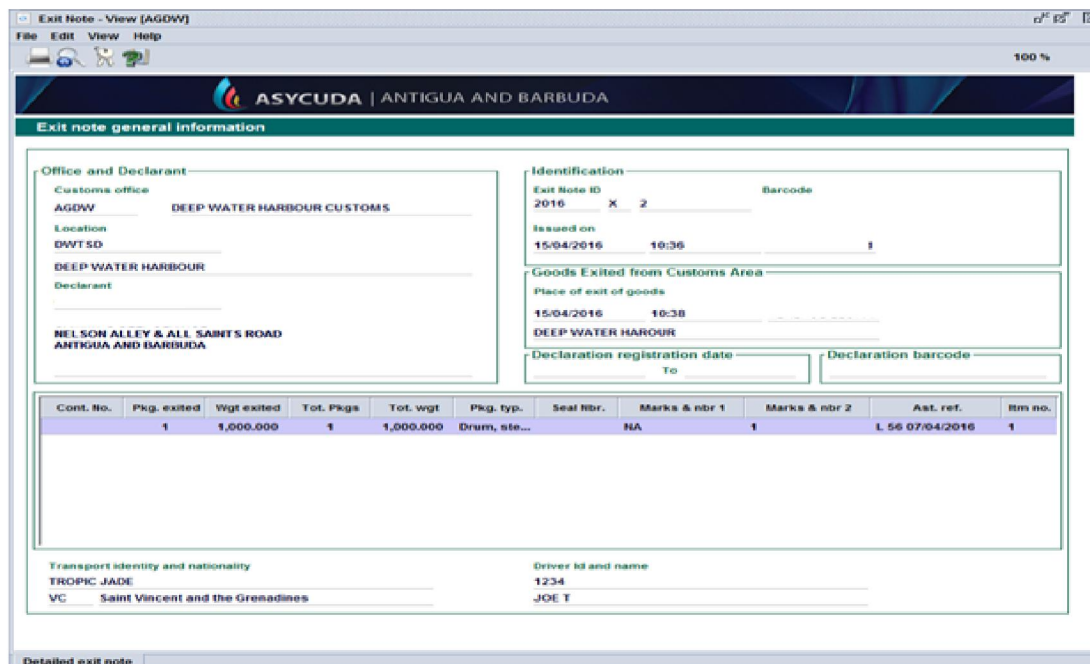 Exit Note - View [AGDW]
File Edit View Help
100 %
ASYCUDA | ANTIGUA AND BARBUDA
Exit note general information
Office and Declarant
Customs office
AGDW DEEP WATER HARBOUR CUSTOMS
Location
DWTSD
DEEP WATER HARBOUR
Declarant
NELSON ALLEY & ALL SAINTS ROAD
ANTIGUA AND BARBUDA
Identification
Exit Note ID Barcode
2016 X 2
Issued on
15/04/2016 10:36
Goods Exited from Customs Area
Place of exit of goods
15/04/2016 10:38
DEEP WATER HAROUR
Declaration registration date
To
Declaration barcode
Cont. No. Pkg. exited Wgt exited Tot. Pkgs Tot. wgt Pkg. typ. Seal Nbr. Marks & nbr 1 Marks & nbr 2 Ast. ref. Itm no.
1 1,000.000 1 1,000.000 Drum, ste... NA 1 L 56 07/04/2016 1
Transport identity and nationality
TROPIC JADE
VC Saint Vincent and the Grenadines
Driver Id and name
1234
JOE T
Detailed exit note